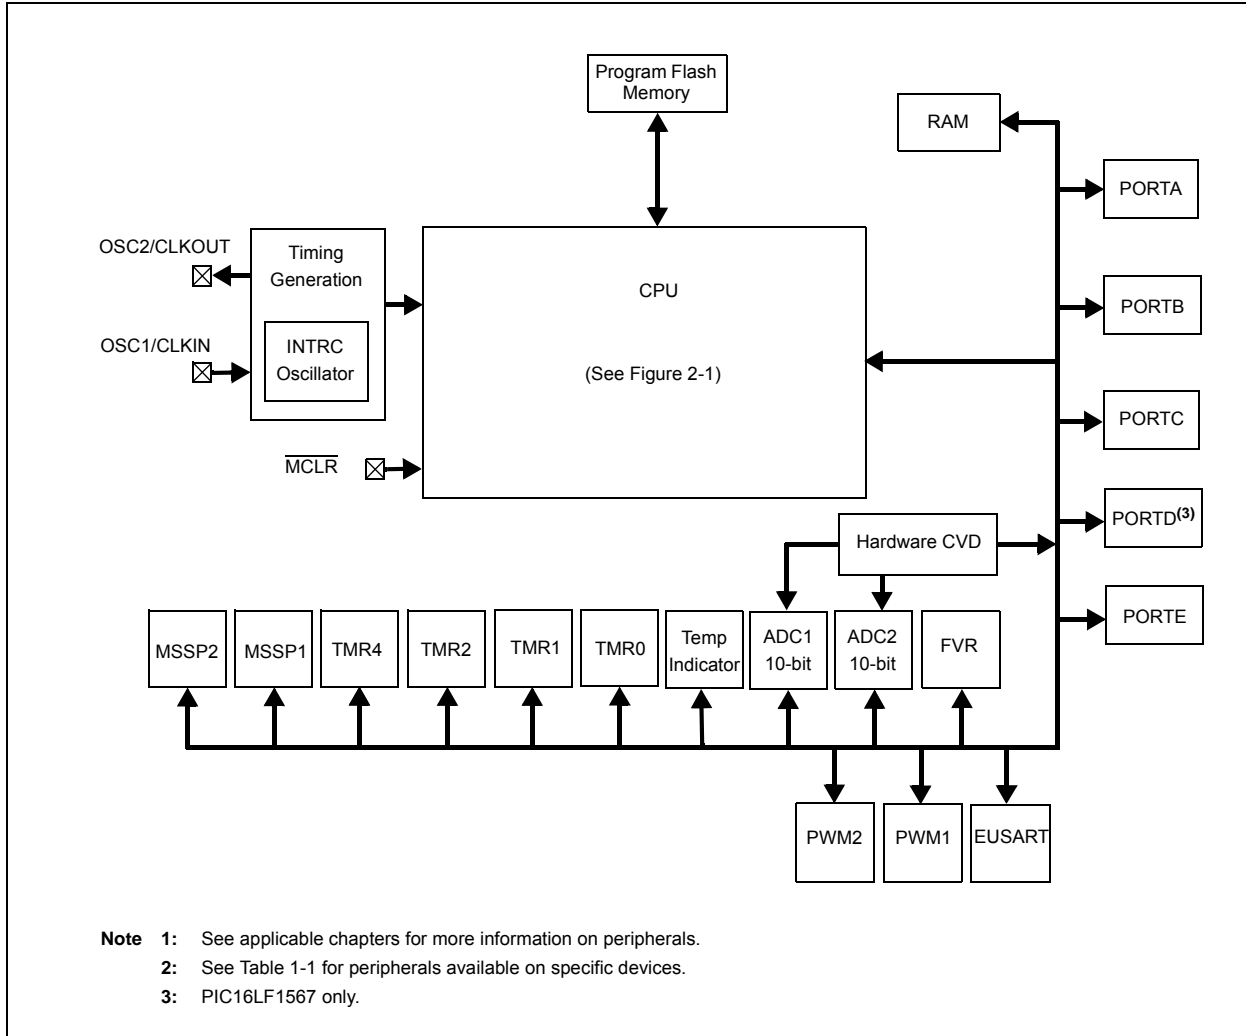 Program Flash
Memory
RAM
PORTA
OSC2/CLKOUT
Timing
Generation
CPU
PORTB
OSC1/CLKIN
INTRC
Oscillator
(See Figure 2-1)
PORTC
MCLR
PORTD(3)
Hardware CVD
PORTE
MSSP2
MSSP1
TMR4
TMR2
TMR1
TMR0
Temp
Indicator
ADC1
10-bit
ADC2
10-bit
FVR
PWM2
PWM1
EUSART
Note 1: See applicable chapters for more information on peripherals.
2: See Table 1-1 for peripherals available on specific devices.
3: PIC16LF1567 only.